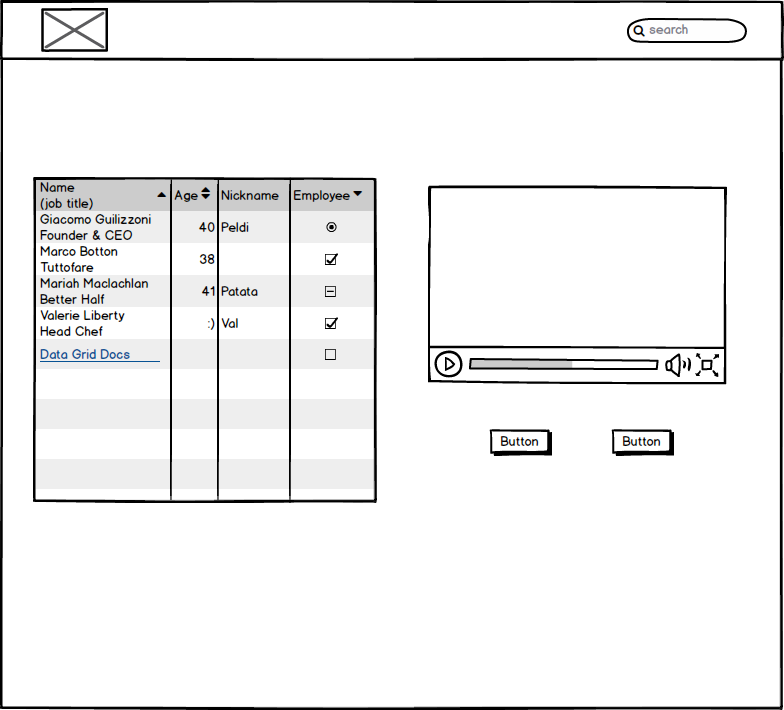 search
Name
(job title)
Age
Nickname
Employee
Giacomo Guilizzoni
Founder & CEO
40
Peldi
Marco Botton
Tuttofare
38
Mariah Maclachlan
Better Half
41
Patata
Valerie Liberty
Head Chef
:)
Val
Data Grid Docs
Button
Button